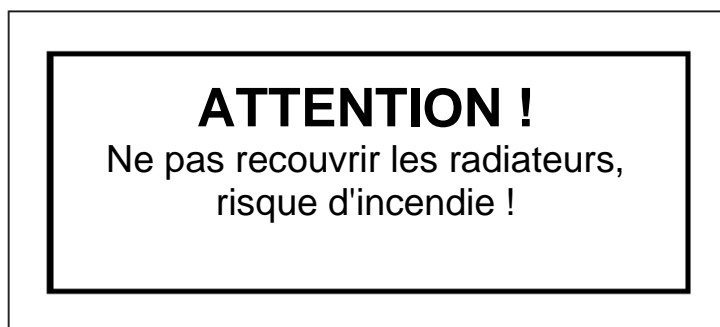 ATTENTION !
Ne pas recouvrir les radiateurs,
risque d'incendie !